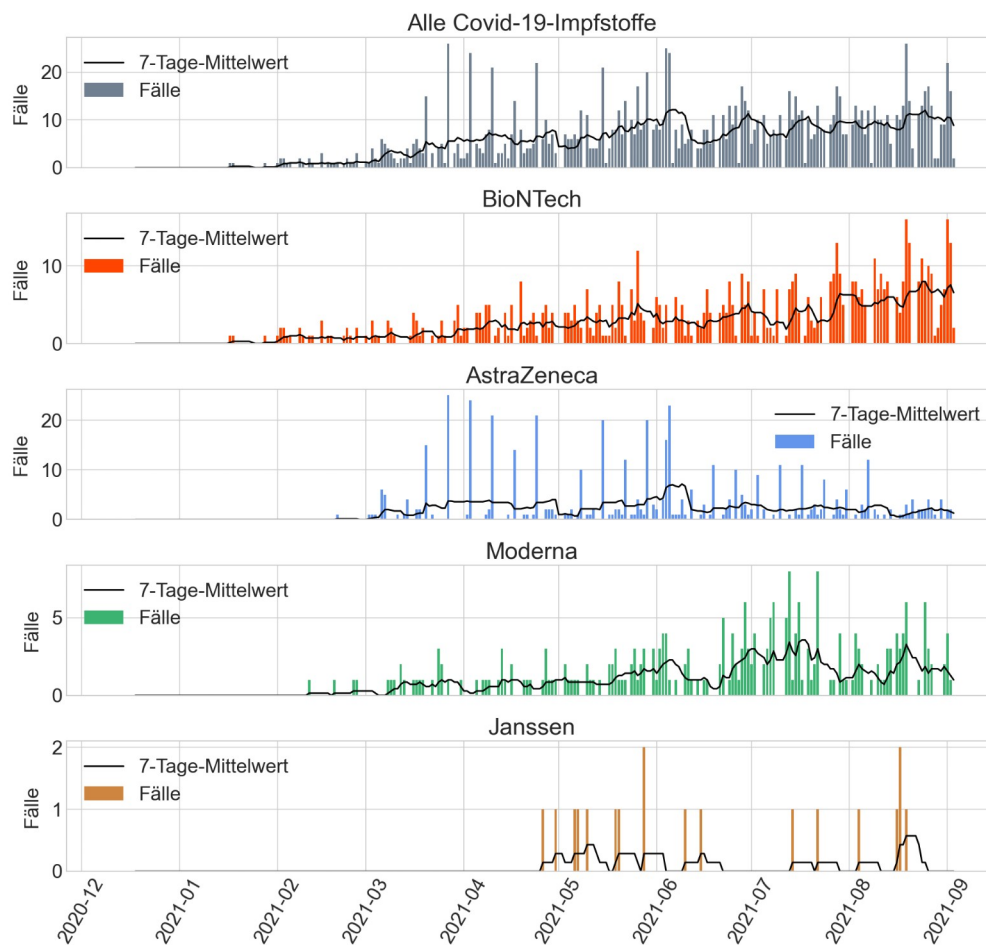 Alle Covid-19-Impfstoffe
Fälle
20
10
0
7-Tage-Mittelwert
Fälle
BioNTech
Fälle
10
0
7-Tage-Mittelwert
Fälle
AstraZeneca
Fälle
20
10
0
7-Tage-Mittelwert
Fälle
Moderna
Fälle
5
0
7-Tage-Mittelwert
Fälle
Janssen
Fälle
2
1
0
7-Tage-Mittelwert
Fälle
2020-12
2021-01
2021-02
2021-03
2021-04
2021-05
2021-06
2021-07
2021-08
2021-09